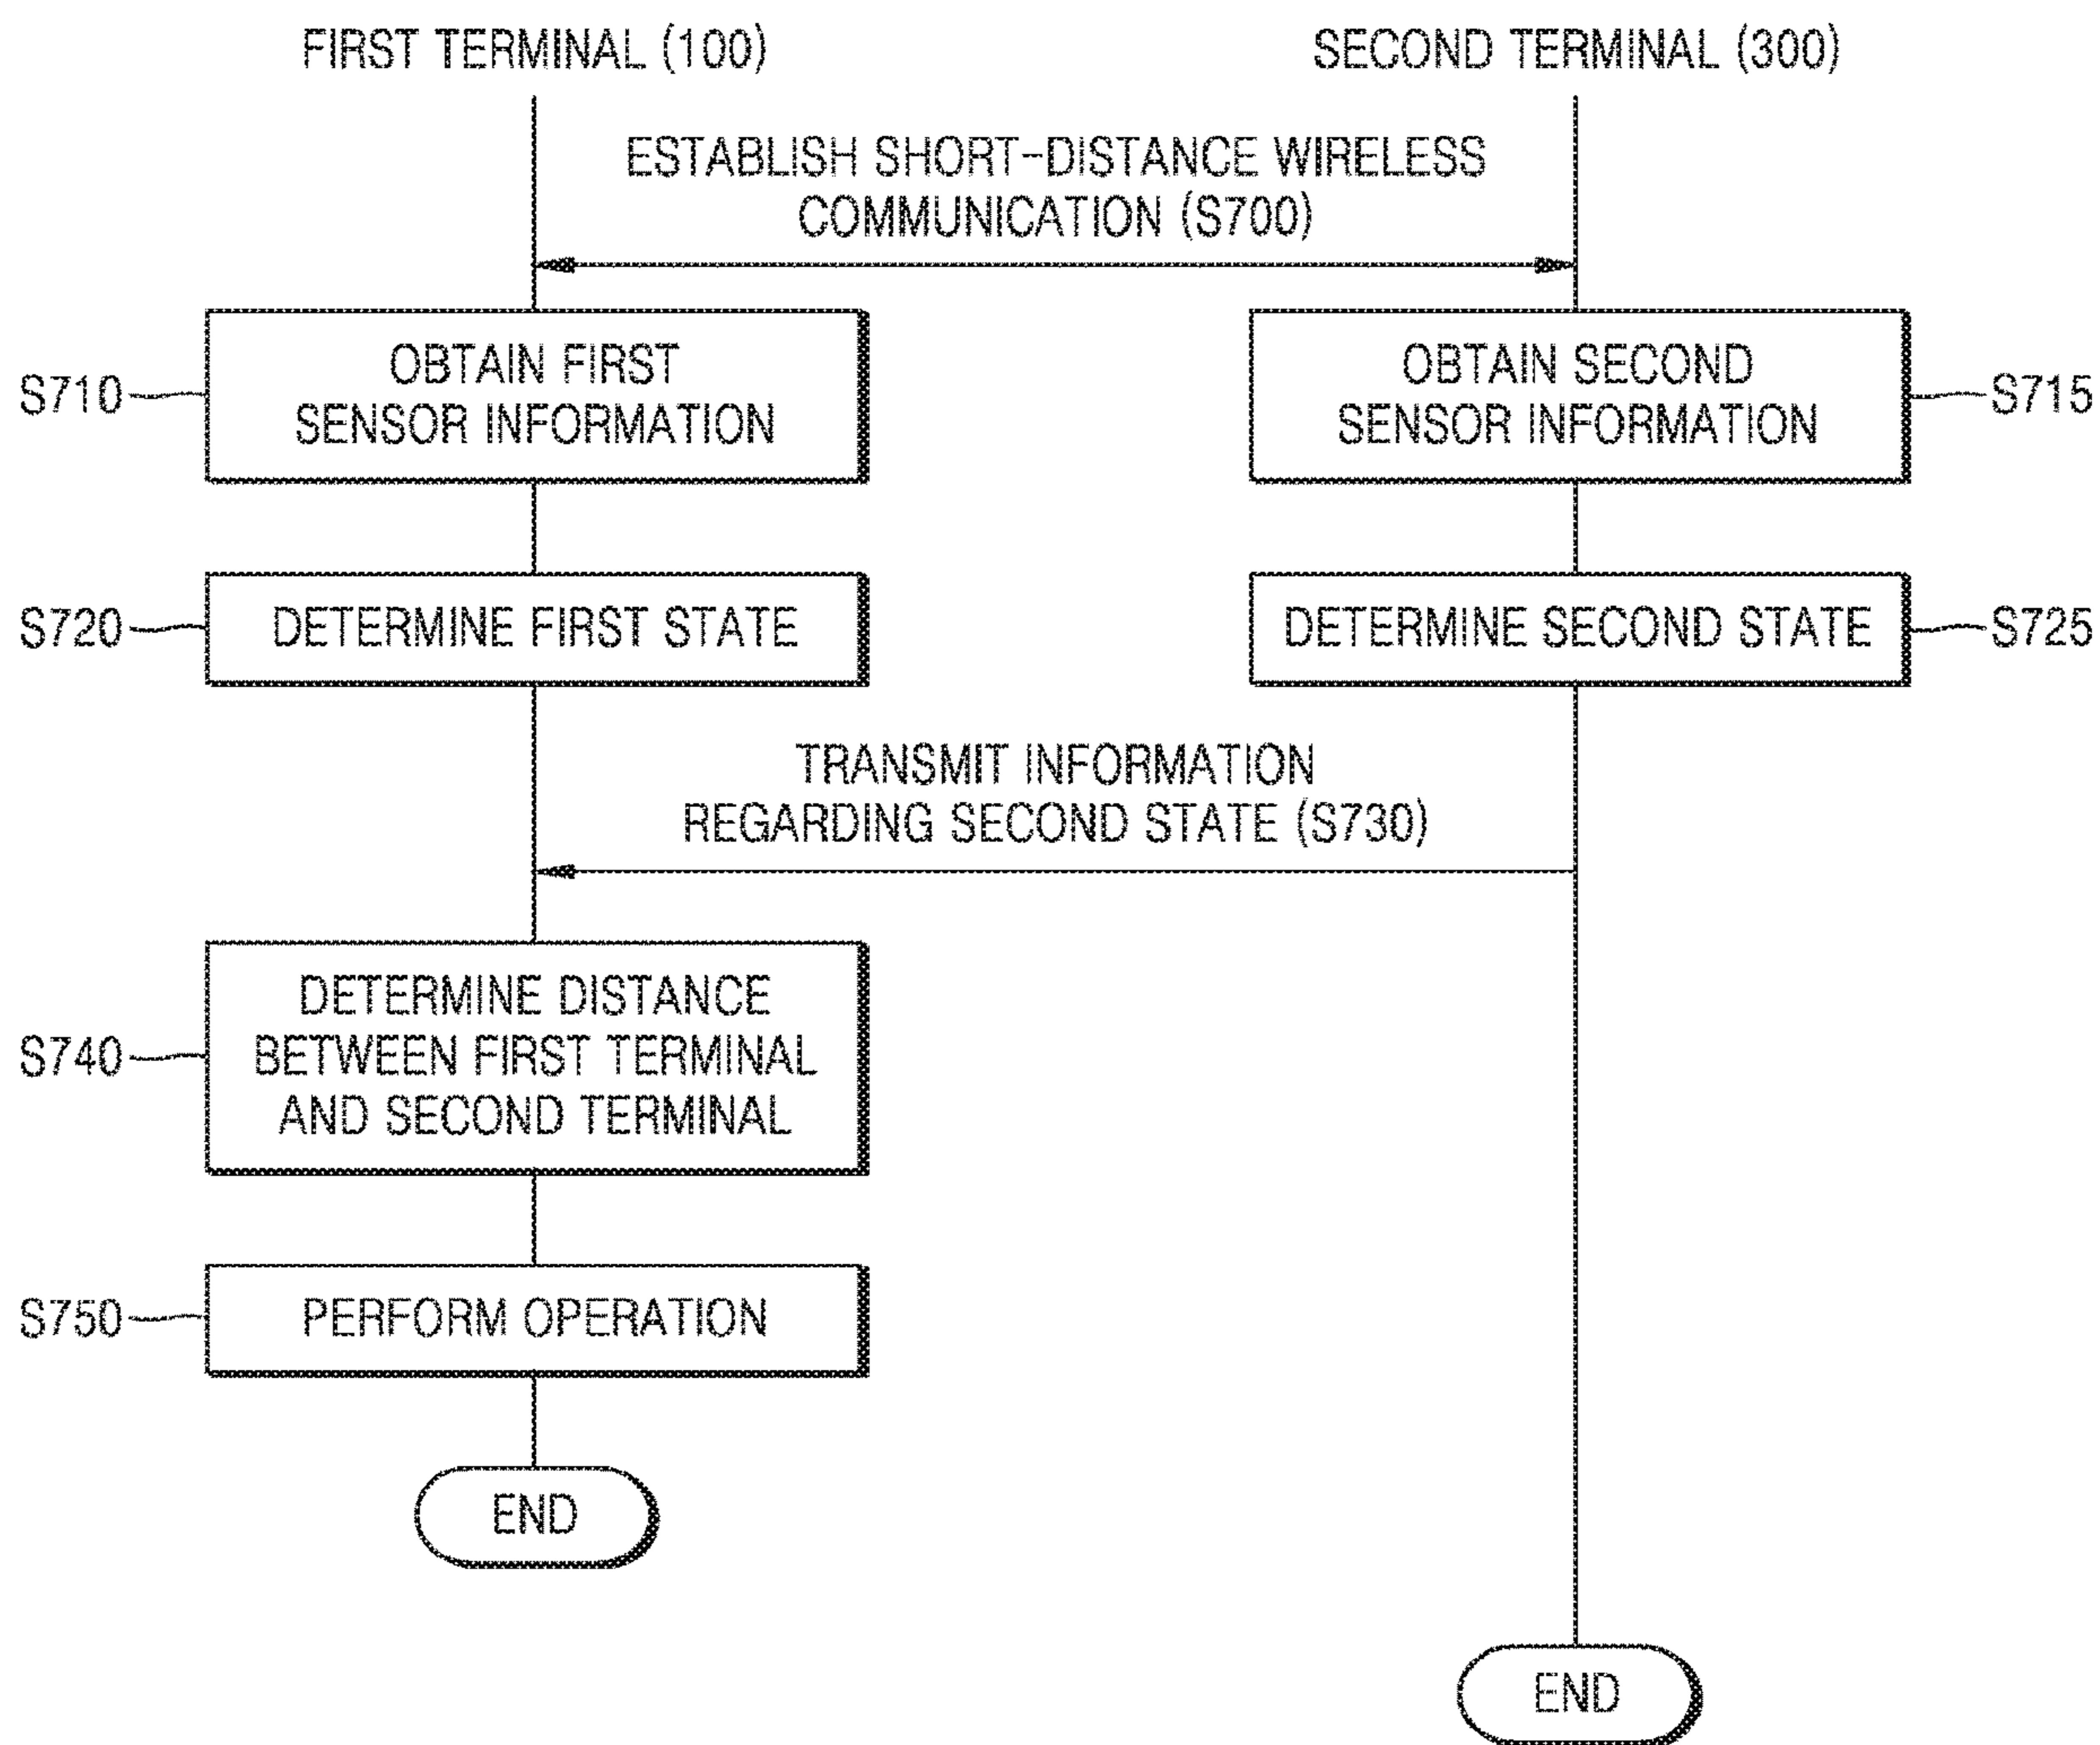 FIRST TERMINAL (100)
SECOND TERMINAL (300)
ESTABLISH SHORT-DISTANCE WIRELESS
COMMUNICATION (S700)
S710
OBTAIN FIRST
SENSOR INFORMATION
OBTAIN SECOND
SENSOR INFORMATION
S715
S720
DETERMINE FIRST STATE
DETERMINE SECOND STATE
S725
TRANSMIT INFORMATION
REGARDING SECOND STATE (S730)
S740
DETERMINE DISTANCE
BETWEEN FIRST TERMINAL
AND SECOND TERMINAL
S750
PERFORM OPERATION
END
END